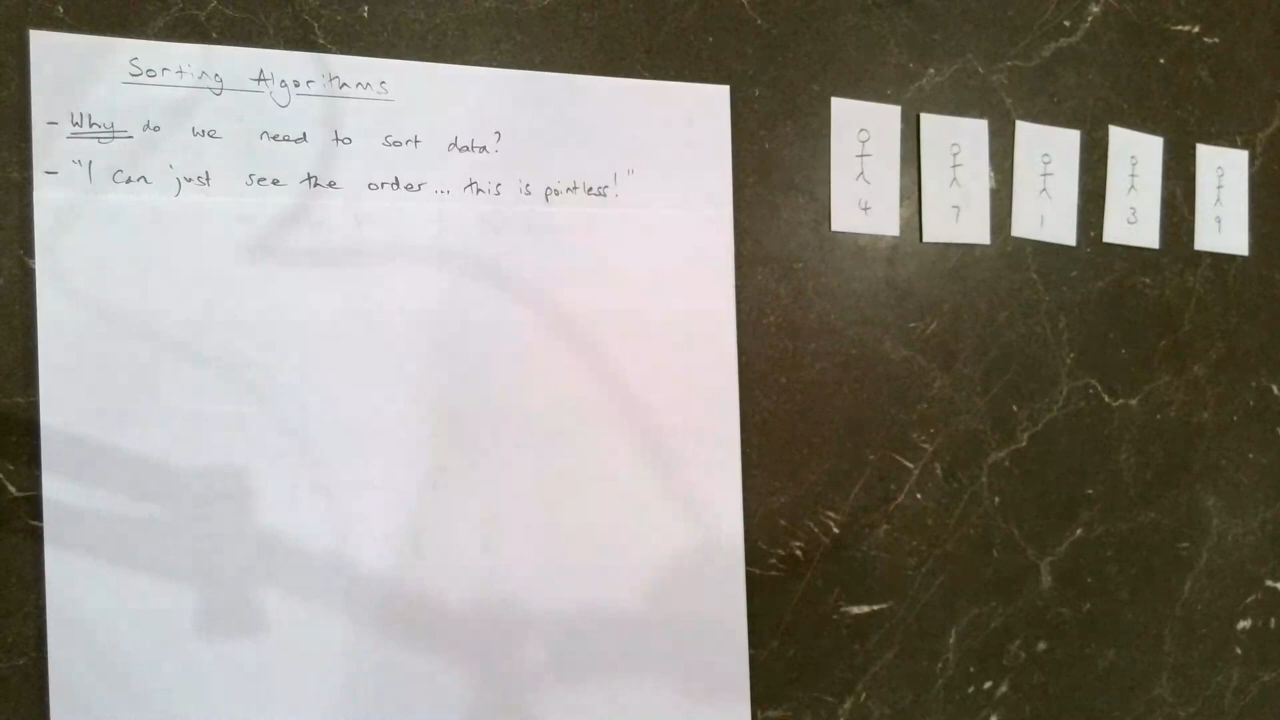 Sorting Algorithms
- Why do we need to sort data?
- "I can just see the order... this is pointless!"
4 7 1 3 9